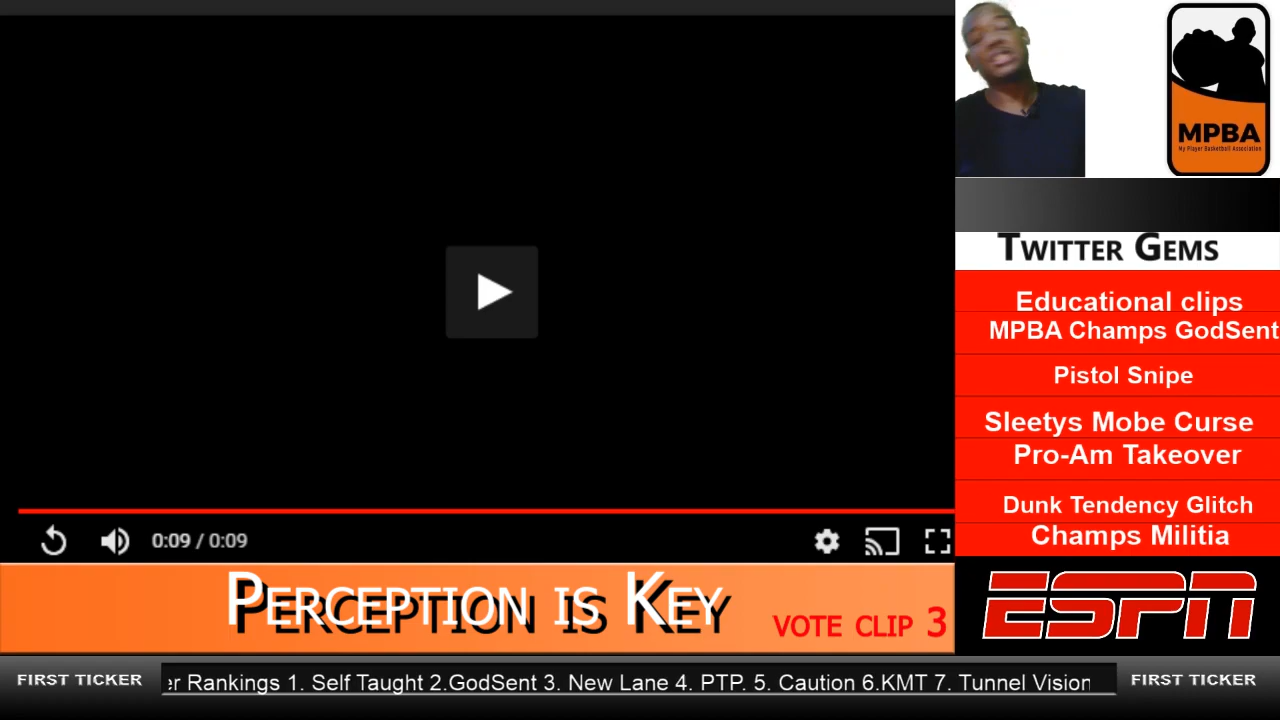 MPBA
My Player Basketball Association
TWITTER GEMS
Educational clips
MPBA Champs GodSent
Pistol Snipe
Sleetys Mobe Curse
Pro-Am Takeover
Dunk Tendency Glitch
Champs Militia
0:09 / 0:09
PERCEPTION IS KEY
VOTE CLIP 3
ESPN
FIRST TICKER
er Rankings 1. Self Taught 2.GodSent 3. New Lane 4. PTP. 5. Caution 6.KMT 7. Tunnel Vision
FIRST TICKER